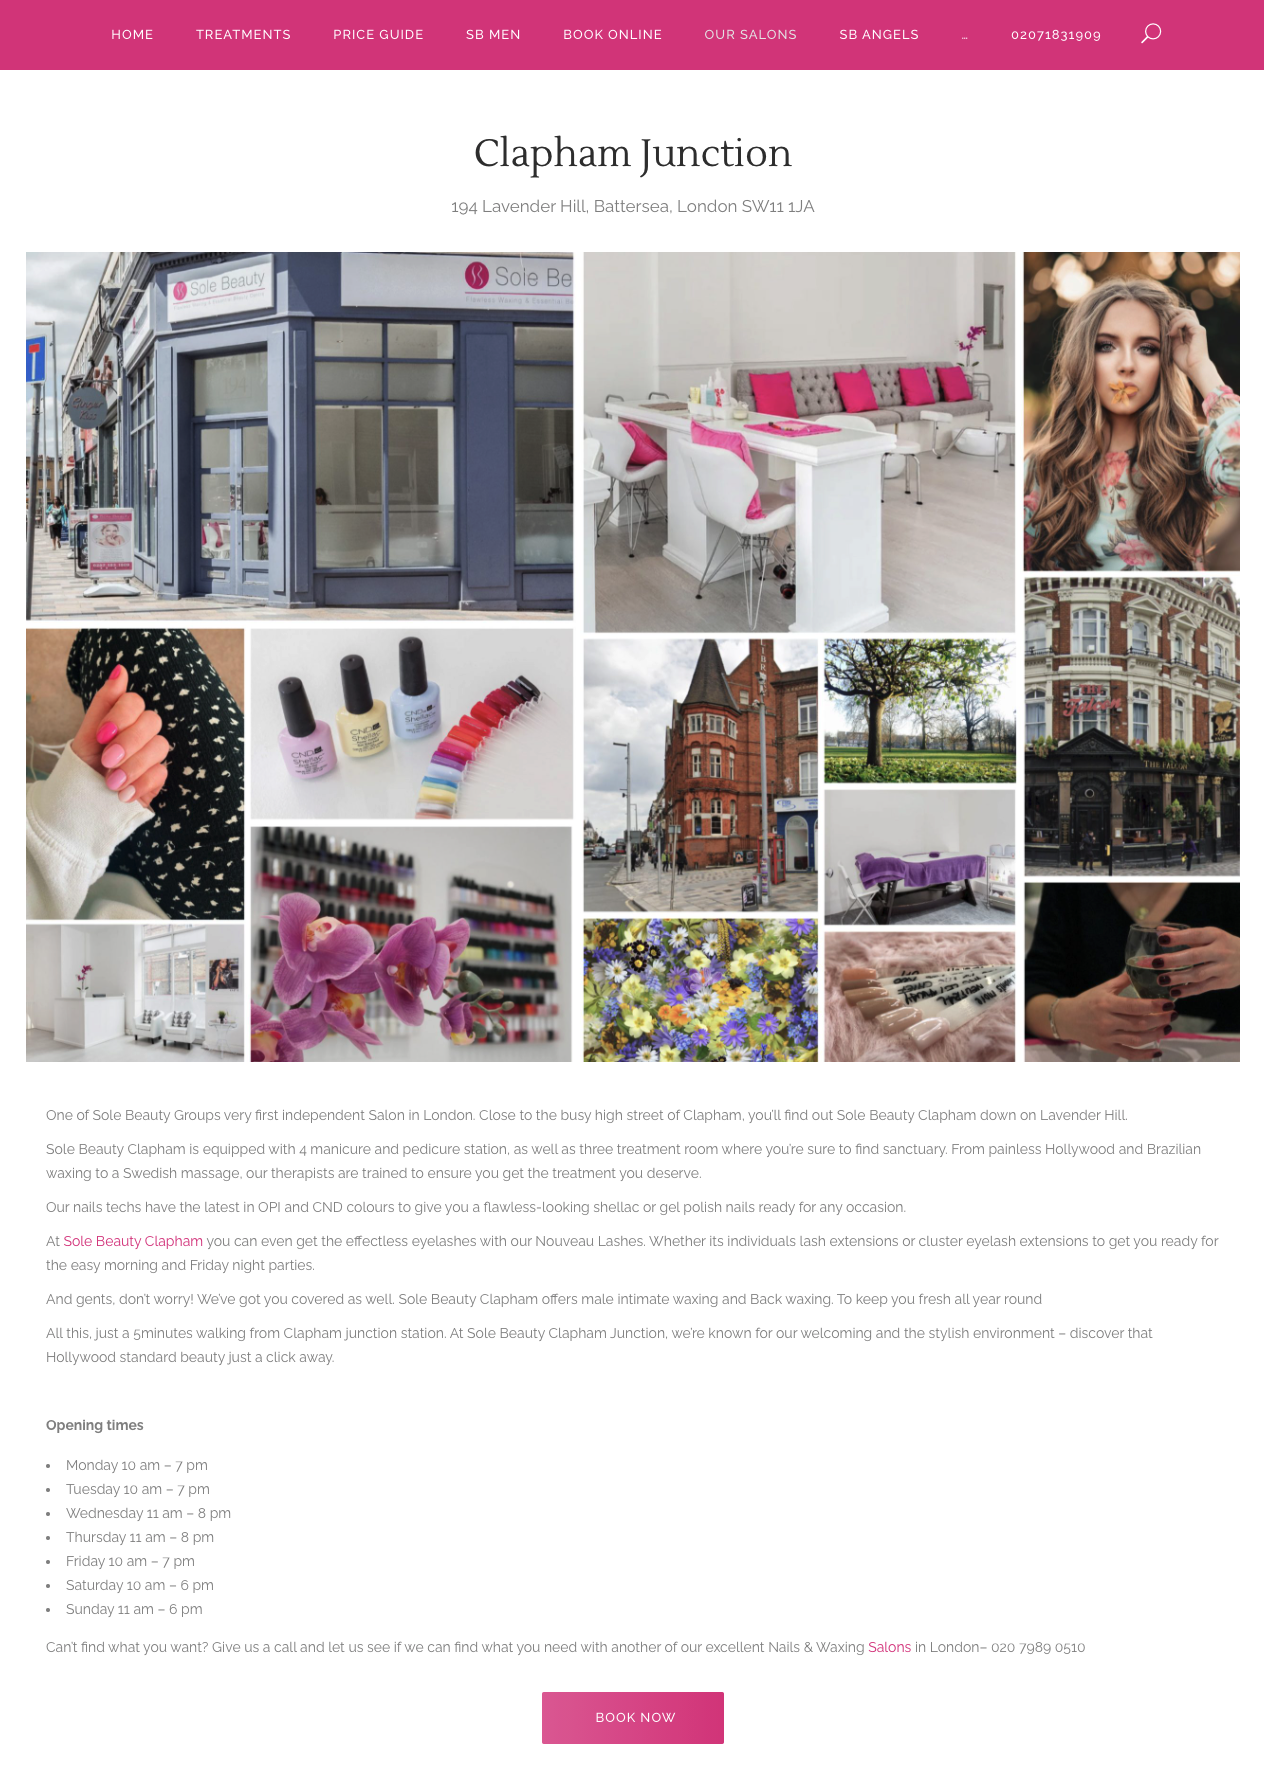 HOME TREATMENTS PRICE GUIDE SB MEN BOOK ONLINE OUR SALONS SB ANGELS ... 02071831909
Clapham Junction
194 Lavender Hill, Battersea, London SW11 1JA
Sole Be
Sole Beauty
THE FALCON
CND
Shellac
CND
Shellac
CND
Shellac
One of Sole Beauty Groups very first independent Salon in London. Close to the busy high street of Clapham, you'll find out Sole Beauty Clapham down on Lavender Hill.
Sole Beauty Clapham is equipped with 4 manicure and pedicure station, as well as three treatment room where you're sure to find sanctuary. From painless Hollywood and Brazilian
waxing to a Swedish massage, our therapists are trained to ensure you get the treatment you deserve.
Our nails techs have the latest in OPI and CND colours to give you a flawless-looking shellac or gel polish nails ready for any occasion.
At Sole Beauty Clapham you can even get the effectless eyelashes with our Nouveau Lashes. Whether its individuals lash extensions or cluster eyelash extensions to get you ready for
the easy morning and Friday night parties.
And gents, don't worry! We've got you covered as well. Sole Beauty Clapham offers male intimate waxing and Back waxing. To keep you fresh all year round
All this, just a 5minutes walking from Clapham junction station. At Sole Beauty Clapham Junction, we're known for our welcoming and the stylish environment – discover that
Hollywood standard beauty just a click away.
Opening times
▪ Monday 10 am – 7 pm
▪ Tuesday 10 am – 7 pm
▪ Wednesday 11 am – 8 pm
▪ Thursday 11 am – 8 pm
▪ Friday 10 am – 7 pm
▪ Saturday 10 am – 6 pm
▪ Sunday 11 am – 6 pm
Can't find what you want? Give us a call and let us see if we can find what you need with another of our excellent Nails & Waxing Salons in London– 020 7989 0510
BOOK NOW